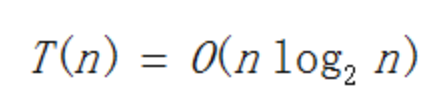 T(n) = O(n log₂ n)